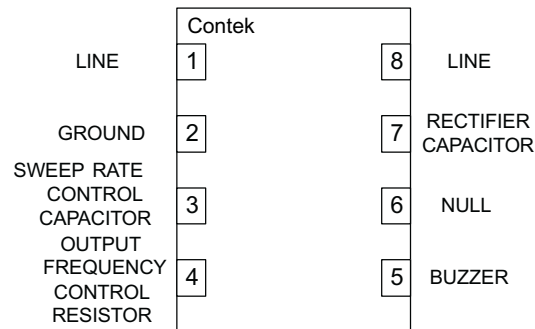 Contek
LINE
1
8
LINE
GROUND
2
7
RECTIFIER
CAPACITOR
SWEEP RATE
CONTROL
CAPACITOR
3
6
NULL
OUTPUT
FREQUENCY
CONTROL
RESISTOR
4
5
BUZZER